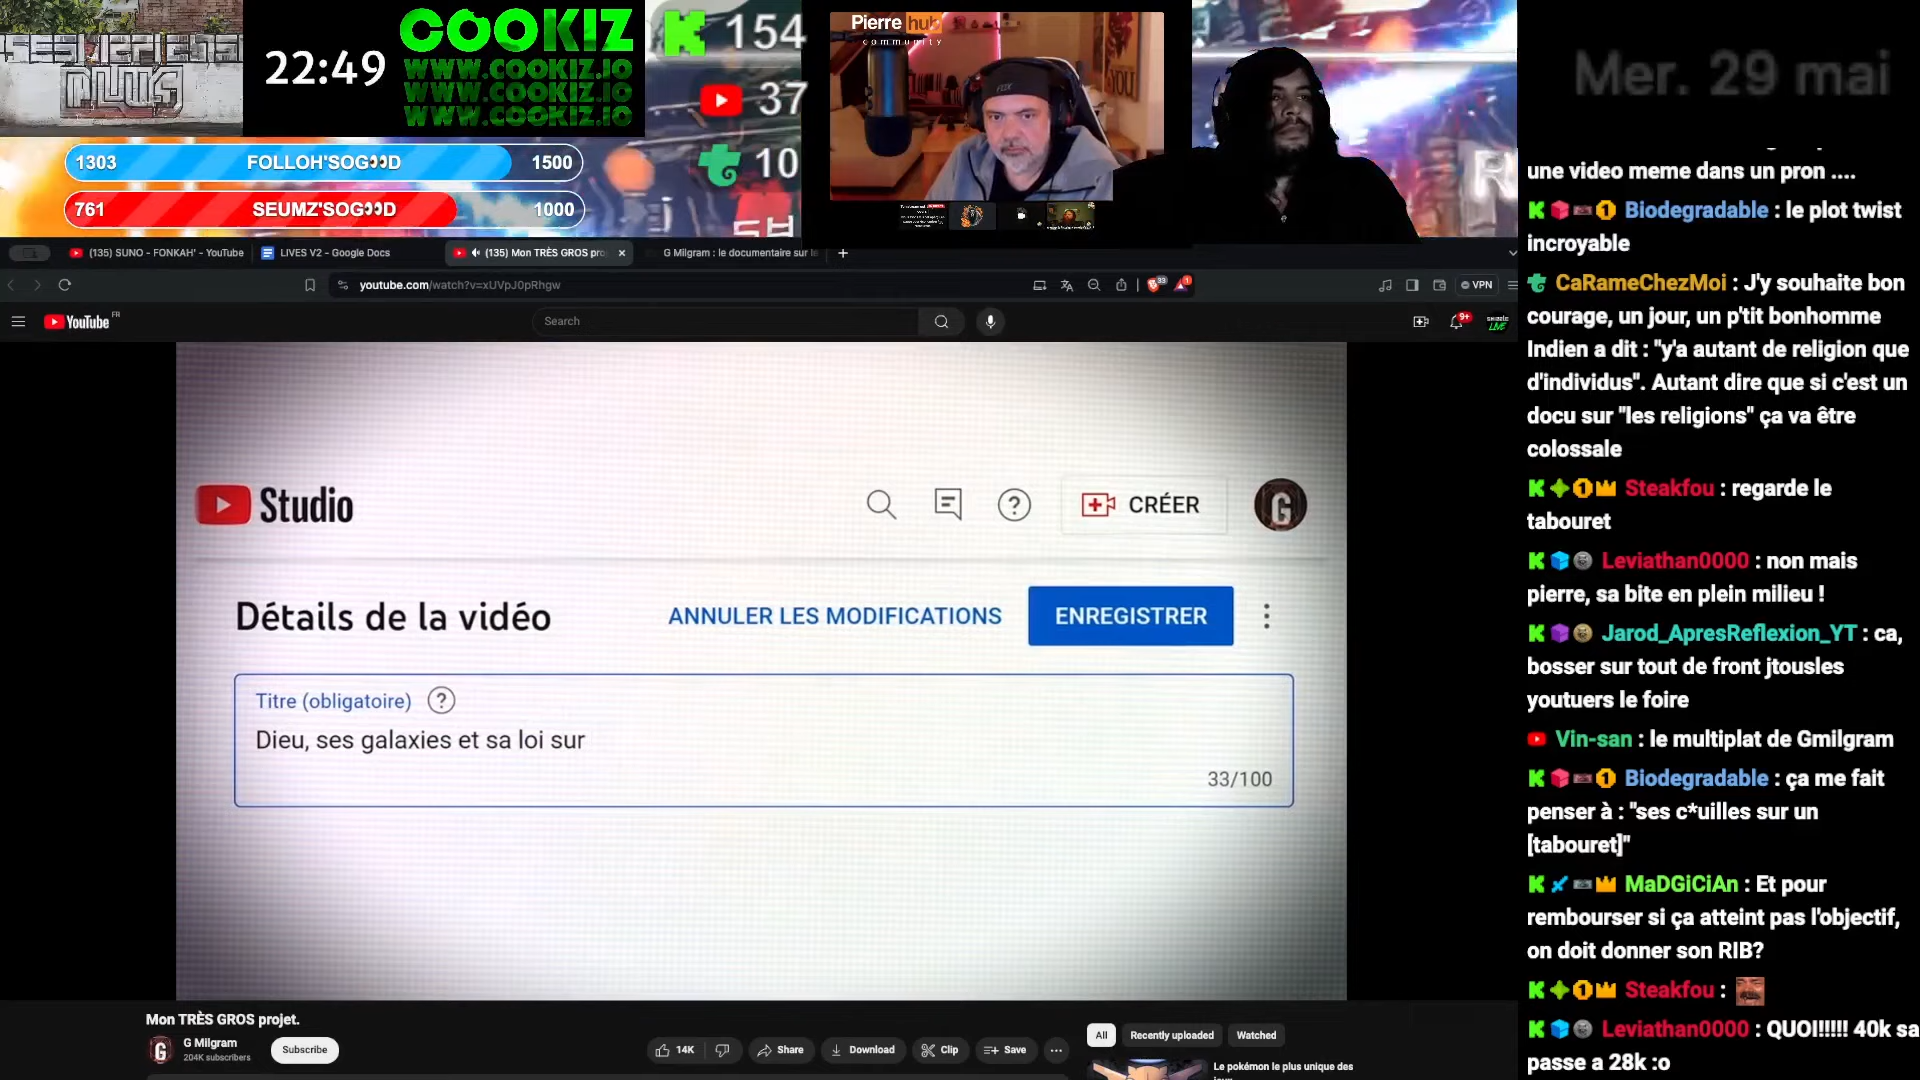 22:49
COOKIZ
WWW.COOKIZ.IO
WWW.COOKIZ.IO
WWW.COOKIZ.IO
154
37
10
5H
Pierre hub
community
Mer. 29 mai
1303 FOLLOH'SOG👀D 1500
761 SEUMZ'SOG👀D 1000
(135) SUNO - FONKAH' - YouTube
LIVES V2 - Google Docs
(135) Mon TRÈS GROS pro
G Milgram : le documentaire sur l
youtube.com/watch?v=xUVpJ0pRhgw
VPN
YouTube FR
Search
9+
Studio
CRÉER
Détails de la vidéo
ANNULER LES MODIFICATIONS
ENREGISTRER
Titre (obligatoire)
Dieu, ses galaxies et sa loi sur
33/100
Mon TRÈS GROS projet.
G Milgram
204K subscribers
Subscribe
14K
Share
Download
Clip
Save
All
Recently uploaded
Watched
Le pokémon le plus unique des
une video meme dans un pron ....
Biodegradable : le plot twist
incroyable
CaRameChezMoi : J'y souhaite bon
courage, un jour, un p'tit bonhomme
Indien a dit : "y'a autant de religion que
d'individus". Autant dire que si c'est un
docu sur "les religions" ça va être
colossale
Steakfou : regarde le
tabouret
Leviathan0000 : non mais
pierre, sa bite en plein milieu !
Jarod_ApresReflexion_YT : ca,
bosser sur tout de front jtousles
youtuers le foire
Vin-san : le multiplat de Gmilgram
Biodegradable : ça me fait
penser à : "ses c*uilles sur un
[tabouret]"
MaDGiCiAn : Et pour
rembourser si ça atteint pas l'objectif,
on doit donner son RIB?
Steakfou :
Leviathan0000 : QUOI!!!!! 40k sa
passe a 28k :o